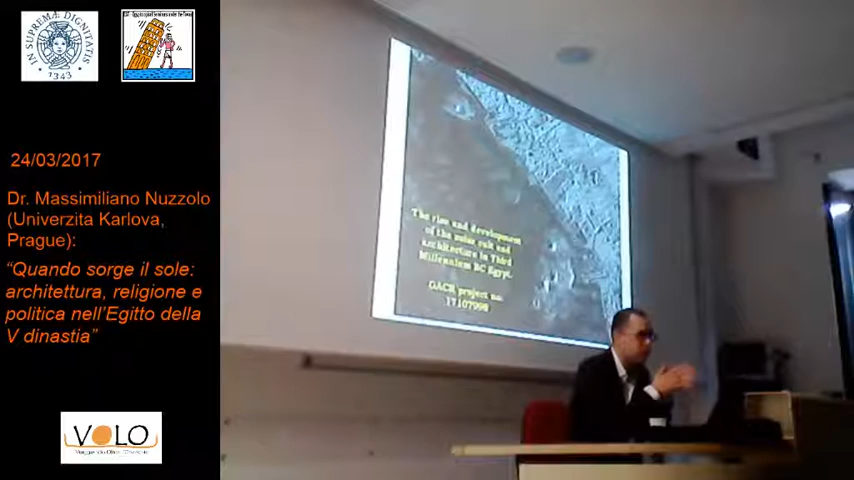 IN SUPREMÆ DIGNITATIS
1343
24/03/2017
Dr. Massimiliano Nuzzolo
(Univerzita Karlova,
Prague):
“Quando sorge il sole:
architettura, religione e
politica nell’Egitto della
V dinastia”
VOLO
The rise and development
of the solar cult and
architecture in Third
Millennium BC Egypt.
GACR project no.